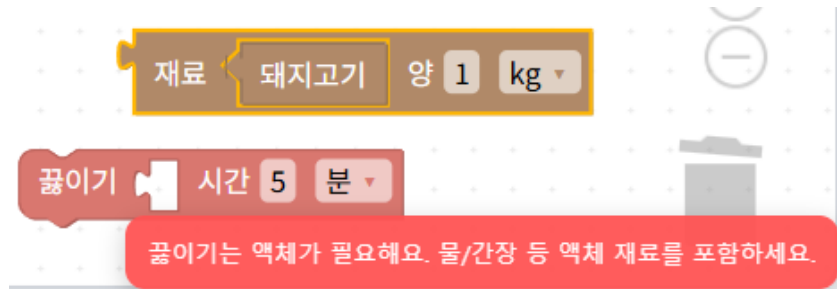 재료 돼지고기 양 1 kg
끓이기 시간 5 분
끓이기는 액체가 필요해요. 물/간장 등 액체 재료를 포함하세요.